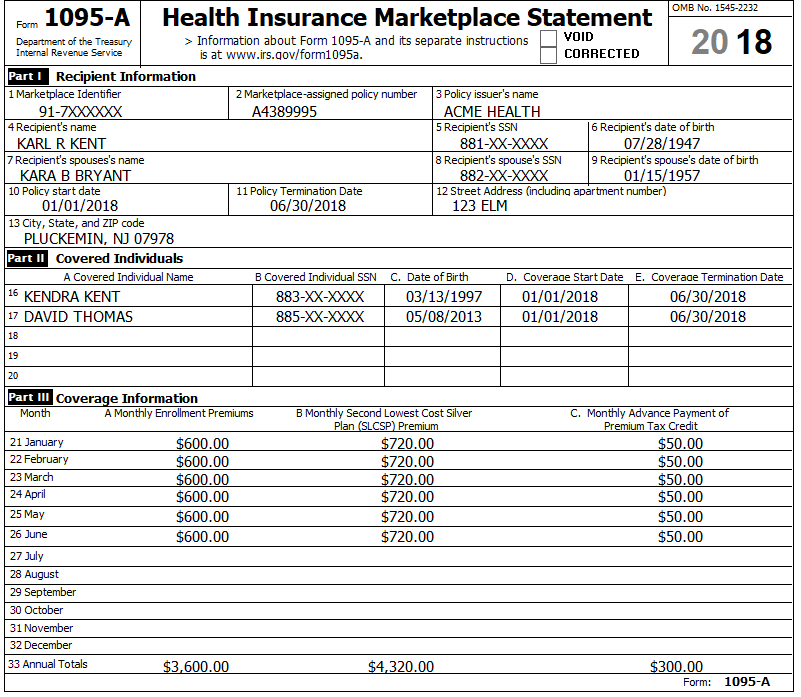 Form 1095-A
Department of the Treasury
Internal Revenue Service
Health Insurance Marketplace Statement
> Information about Form 1095-A and its separate instructions
is at www.irs.gov/form1095a.
VOID
CORRECTED
OMB No. 1545-2232
2018
Part I Recipient Information
1 Marketplace Identifier
91-7XXXXXX
2 Marketplace-assigned policy number
A4389995
3 Policy issuer's name
ACME HEALTH
4 Recipient's name
KARL R KENT
5 Recipient's SSN
881-XX-XXXX
6 Recipient's date of birth
07/28/1947
7 Recipient's spouses's name
KARA B BRYANT
8 Recipient's spouse's SSN
882-XX-XXXX
9 Recipient's spouse's date of birth
01/15/1957
10 Policy start date
01/01/2018
11 Policy Termination Date
06/30/2018
12 Street Address (including apartment number)
123 ELM
13 City, State, and ZIP code
PLUCKEMIN, NJ 07978
Part II Covered Individuals
A Covered Individual Name B Covered Individual SSN C. Date of Birth D. Coverage Start Date E. Coverage Termination Date
16 KENDRA KENT 883-XX-XXXX 03/13/1997 01/01/2018 06/30/2018
17 DAVID THOMAS 885-XX-XXXX 05/08/2013 01/01/2018 06/30/2018
18
19
20
Part III Coverage Information
Month A Monthly Enrollment Premiums B Monthly Second Lowest Cost Silver C. Monthly Advance Payment of
Plan (SLCSP) Premium Premium Tax Credit
21 January $600.00 $720.00 $50.00
22 February $600.00 $720.00 $50.00
23 March $600.00 $720.00 $50.00
24 April $600.00 $720.00 $50.00
25 May $600.00 $720.00 $50.00
26 June $600.00 $720.00 $50.00
27 July
28 August
29 September
30 October
31 November
32 December
33 Annual Totals $3,600.00 $4,320.00 $300.00
Form: 1095-A